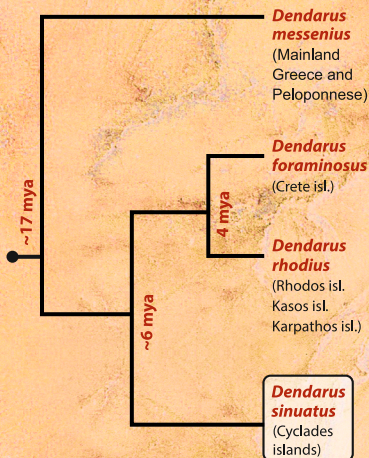 Dendarus
messenius
(Mainland
Greece and
Peloponnese)
~17 mya
Dendarus
foraminosus
(Crete isl.)
4 mya
Dendarus
rhodius
(Rhodos isl.
Kasos isl.
Karpathos isl.)
~6 mya
Dendarus
sinuatus
(Cyclades
islands)